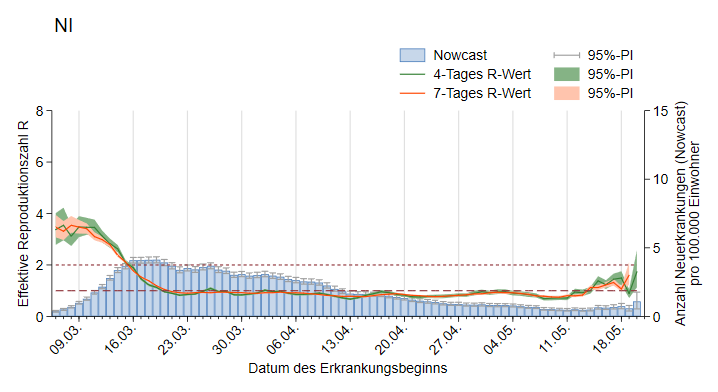 NI
Nowcast
95%-PI
4-Tages R-Wert
95%-PI
7-Tages R-Wert
95%-PI
Effektive Reproduktionszahl R
8
6
4
2
0
15
10
5
0
Anzahl Neuerkrankungen (Nowcast)
pro 100.000 Einwohner
09.03.
16.03.
23.03.
30.03.
06.04.
13.04.
20.04.
27.04.
04.05.
11.05.
18.05.
Datum des Erkrankungsbeginns